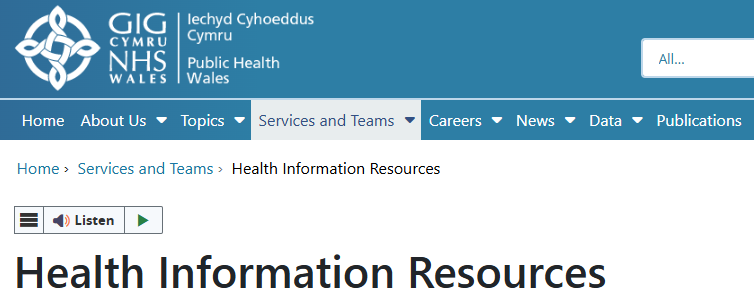 GIG
CYMRU
NHS
WALES
Iechyd Cyhoeddus
Cymru
Public Health
Wales
All...
Home About Us Topics Services and Teams Careers News Data Publications
Home › Services and Teams › Health Information Resources
Listen
Health Information Resources